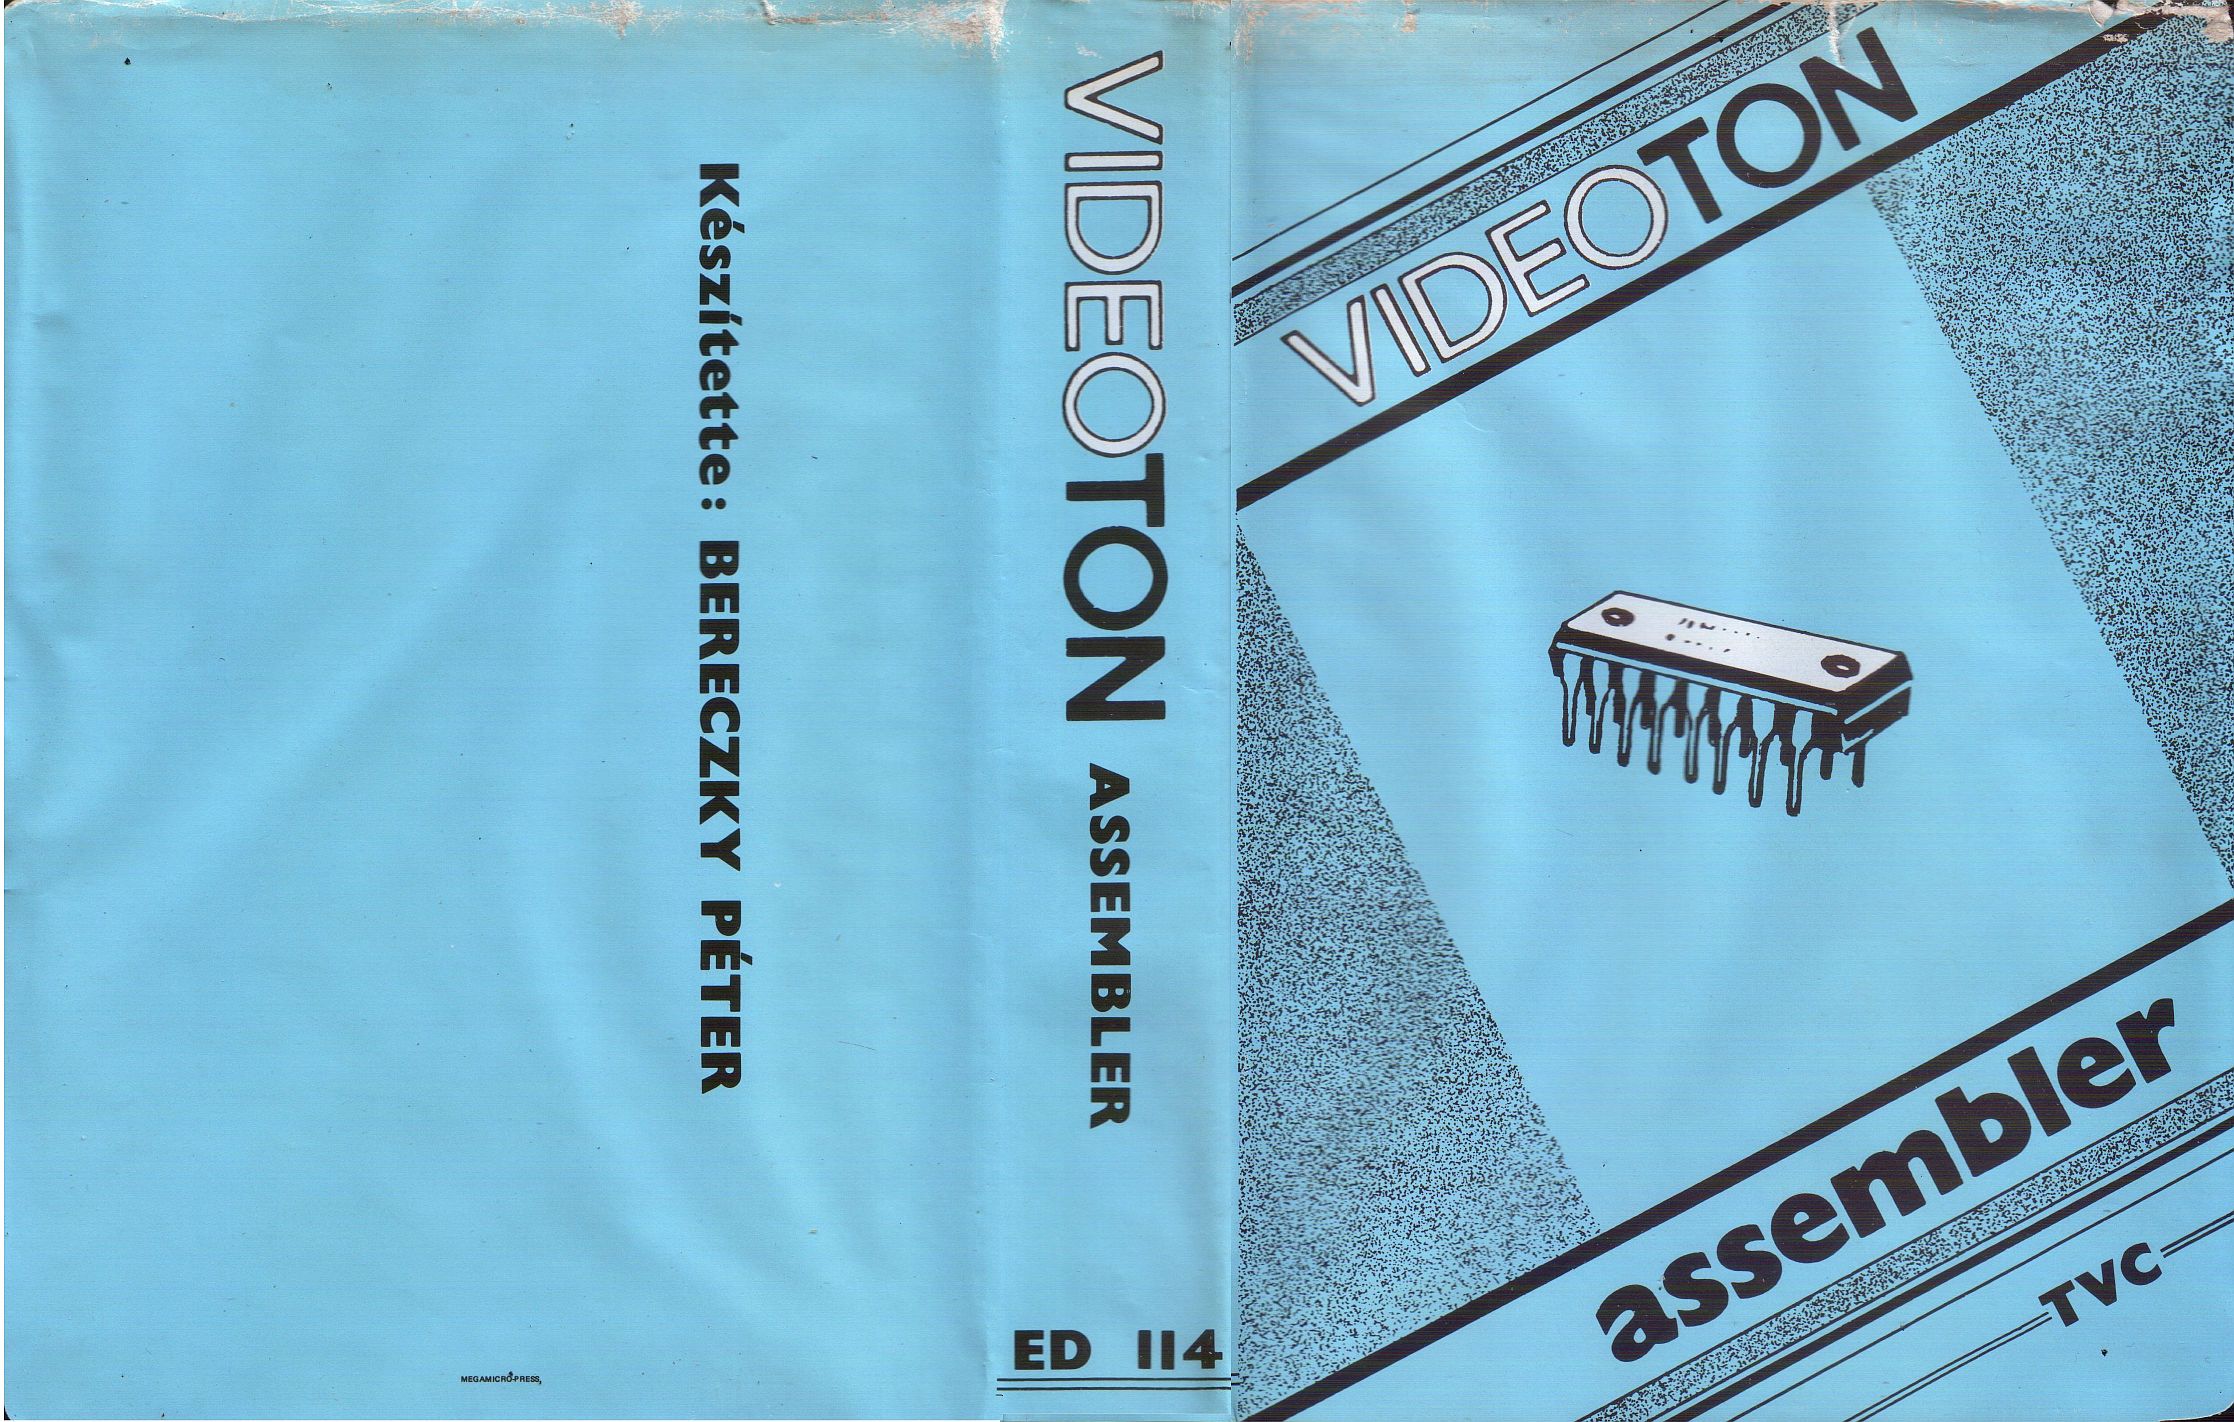 Készítette: BERECZKY PÉTER
MEGAMICRO-PRESS,
VIDEOTON ASSEMBLER
ED 114
VIDEOTON
assembler
TVC